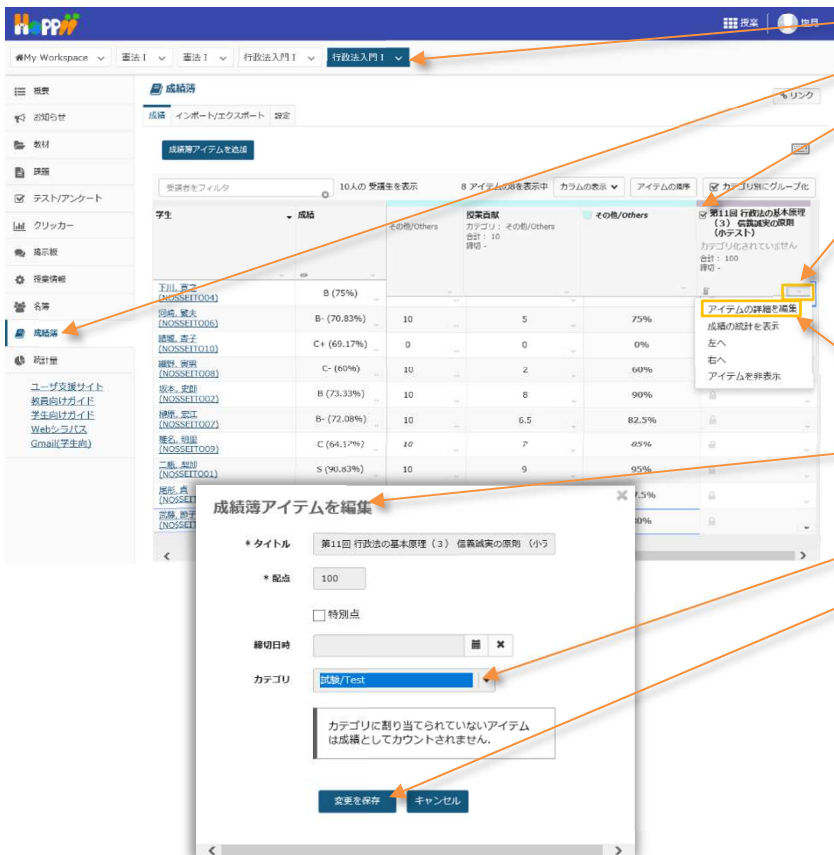 HoPPii
授業
My Workspace
憲法 I
憲法 I
行政法入門 I
行政法入門 I
概要
お知らせ
教材
課題
テスト/アンケート
クリッカー
掲示板
授業情報
名簿
成績簿
統計量
ユーザ支援サイト
教員向けガイド
学生向けガイド
Webシラバス
Gmail(学生向)
成績簿
リンク
成績 インポート/エクスポート 設定
成績簿アイテムを追加
受講者をフィルタ
10人の 受講生を表示
8 アイテムの8を表示中
カラムの表示
アイテムの順序
カテゴリ別にグループ化
学生
成績
その他/Others
授業貢献
カテゴリ： その他/Others
合計： 10
締切 -
その他/Others
第11回 行政法の基本原理
（3） 信義誠実の原則
（小テスト）
カテゴリ化されていません
合計： 100
締切 -
アイテムの詳細を編集
成績の統計を表示
左へ
右へ
アイテムを非表示
(NOSSEIT004)
B (75%)
(NOSSEIT006)
B- (70.83%) 10 5 75%
(NOSSEIT010)
C+ (69.17%) 0 0 0%
(NOSSEIT008)
C- (60%) 10 2 60%
坂本, 史郎
(NOSSEIT002)
B (73.33%) 10 8 90%
榊原, 宏江
(NOSSEIT007)
B- (72.08%) 10 6.5 82.5%
椎名, 明里
(NOSSEIT009)
C (64.17%) 10 7 85%
(NOSSEIT001)
S (90.83%) 10 9 95%
成績簿アイテムを編集
* タイトル
第11回 行政法の基本原理（3） 信義誠実の原則 （小テ
* 配点
100
特別点
締切日時
カテゴリ
試験/Test
カテゴリに割り当てられていないアイテム
は成績としてカウントされません.
変更を保存
キャンセル